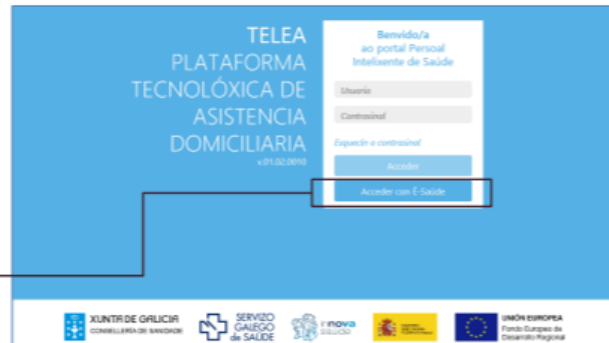 TELEA
PLATAFORMA
TECNOLÓXICA DE
ASISTENCIA
DOMICILIARIA
v.01.02.0010
Benvido/a
ao portal Persoal
Intelixente de Saúde
Usuario
Contrasinal
Esquecín o contrasinal
Acceder
Acceder con É-Saúde
XUNTA DE GALICIA
CONSELLERÍA DE SANIDADE
SERVIZO
GALEGO
de SAÚDE
innova
saúde
UNIÓN EUROPEA
Fondo Europeo de
Desarrollo Regional